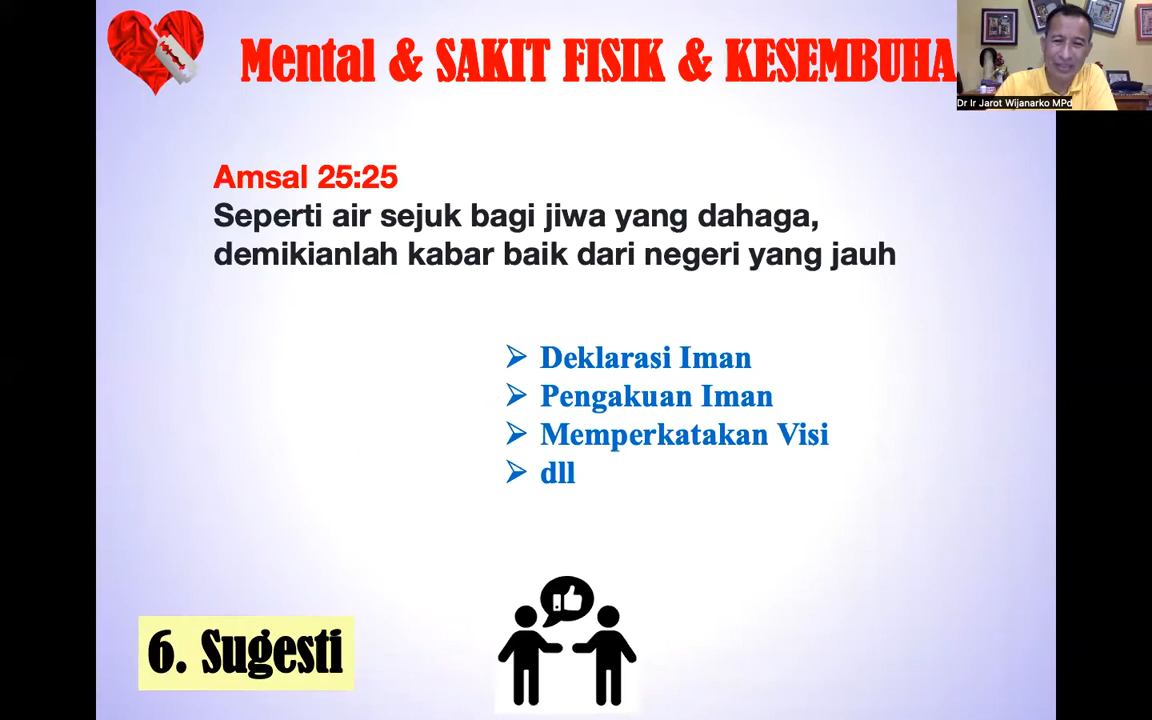 Mental & SAKIT FISIK & KESEMBUHA
Dr Ir Jarot Wijanarko MPd
Amsal 25:25
Seperti air sejuk bagi jiwa yang dahaga,
demikianlah kabar baik dari negeri yang jauh
Deklarasi Iman
Pengakuan Iman
Memperkatakan Visi
dll
6. Sugesti